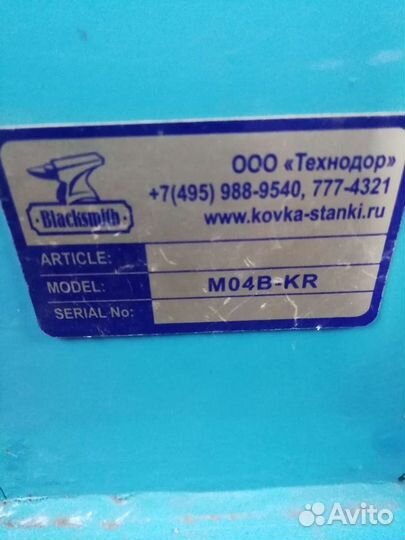 Blacksmith
ООО «Технодор»
+7(495) 988-9540, 777-4321
www.kovka-stanki.ru
ARTICLE:
MODEL: M04B-KR
SERIAL No:
Avito